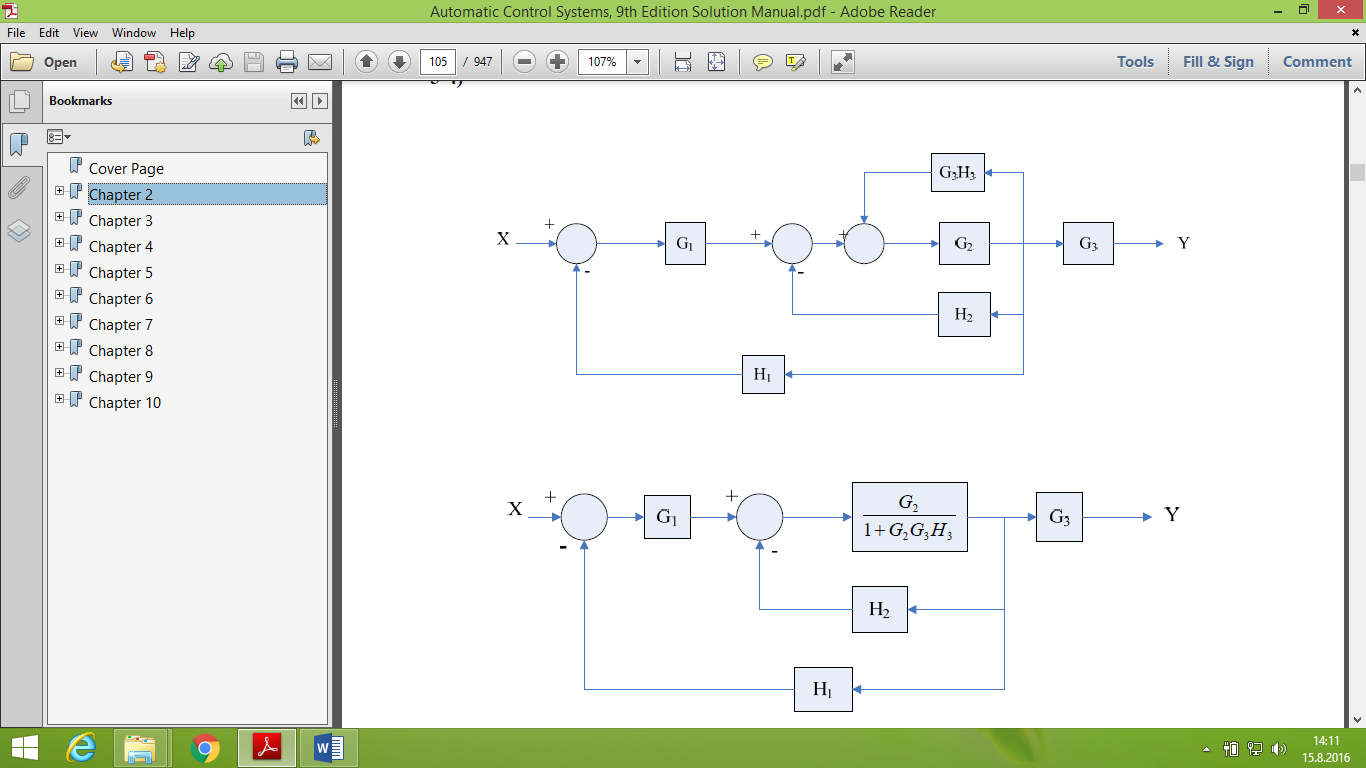 Automatic Control Systems, 9th Edition Solution Manual.pdf - Adobe Reader
File Edit View Window Help
Open 105 / 947 107% Tools Fill & Sign Comment
Bookmarks
Cover Page
Chapter 2
Chapter 3
Chapter 4
Chapter 5
Chapter 6
Chapter 7
Chapter 8
Chapter 9
Chapter 10
G₃H₃
X + G₁ + + G₂ G₃ Y
- -
H₂
H₁
X + G₁ + G₂ / 1+G₂G₃H₃ G₃ Y
- -
H₂
H₁
14:11
15.8.2016